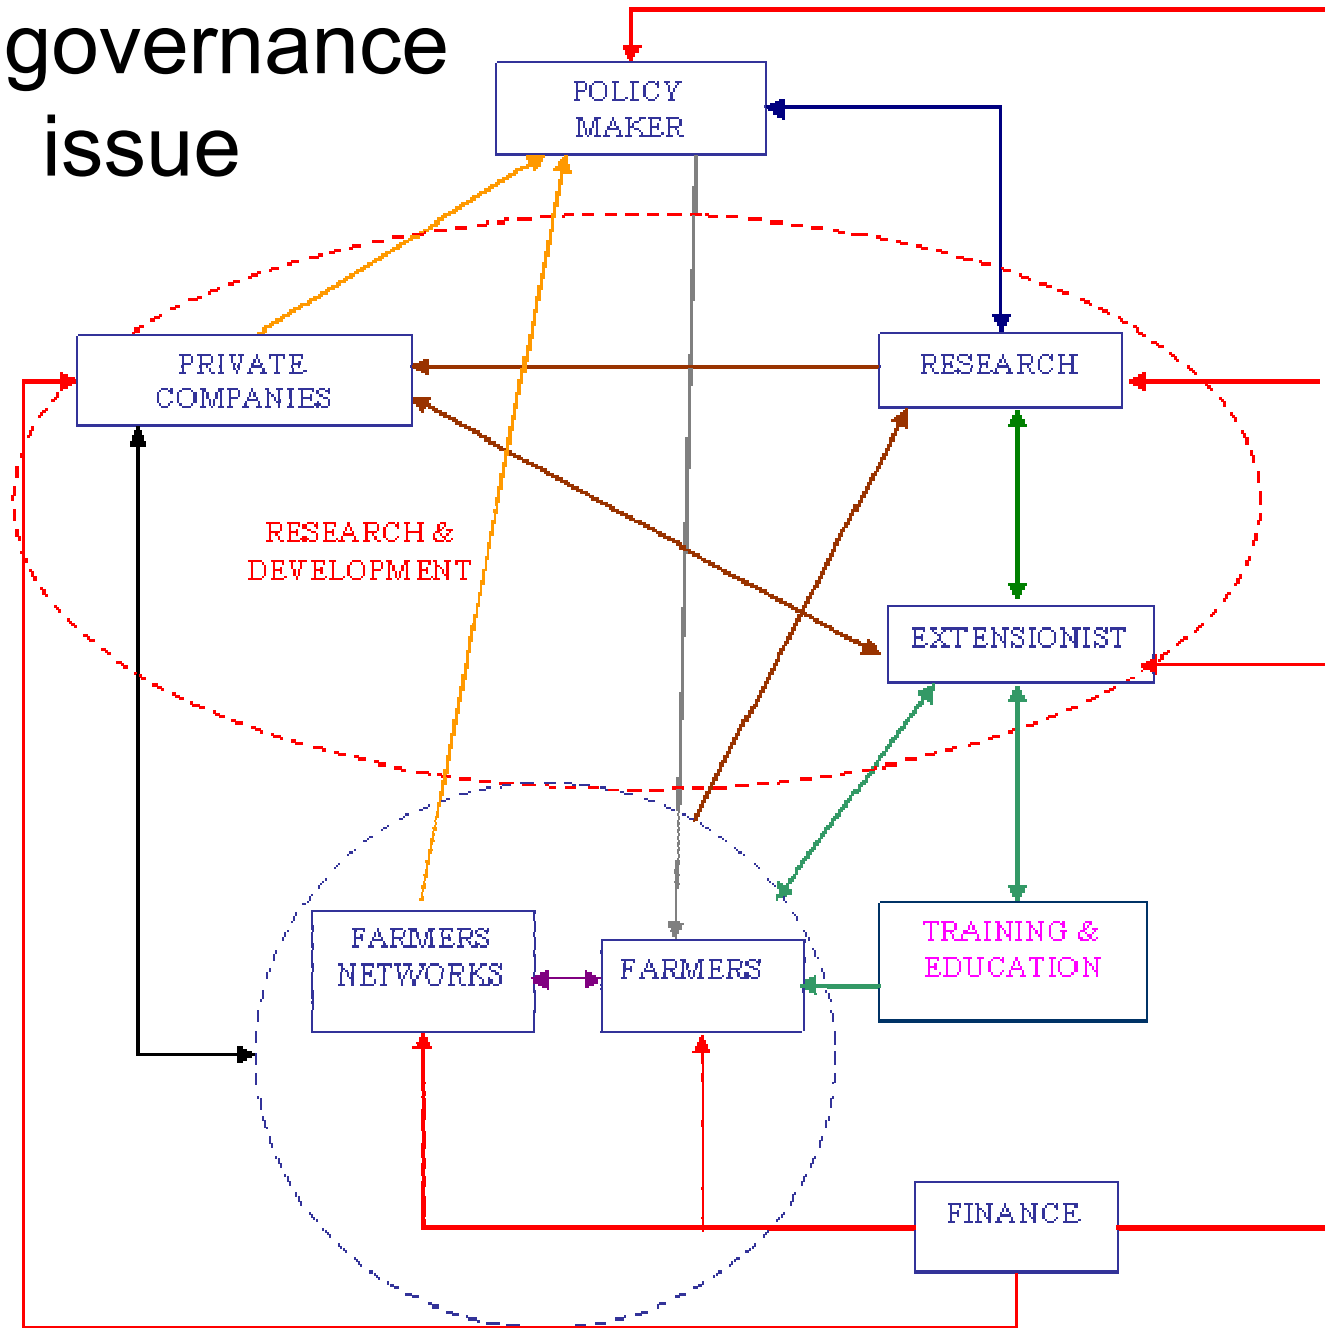 governance
issue
POLICY
MAKER
PRIVATE
COMPANIES
RESEARCH
RESEARCH &
DEVELOPMENT
EXTENSIONIST
FARMERS
NETWORKS
FARMERS
TRAINING &
EDUCATION
FINANCE